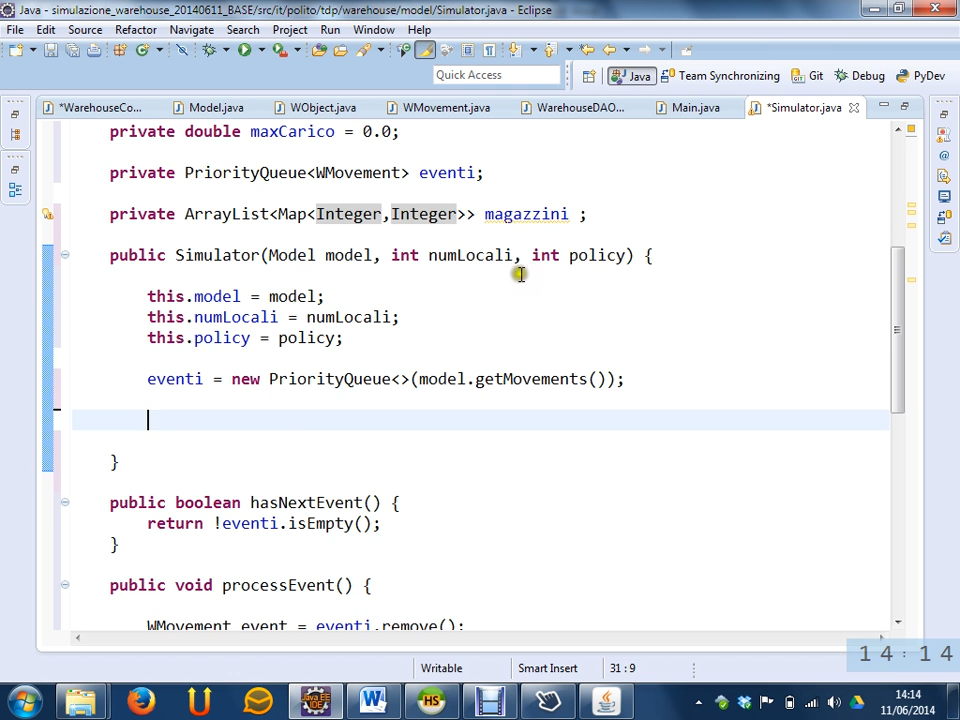 Java - simulazione_warehouse_20140611_BASE/src/it/polito/tdp/warehouse/model/Simulator.java - Eclipse
File Edit Source Refactor Navigate Search Project Run Window Help
Quick Access
Java Team Synchronizing Git Debug PyDev
*WarehouseCo... Model.java WObject.java WMovement.java WarehouseDAO... Main.java *Simulator.java
private double maxCarico = 0.0;
private PriorityQueue<WMovement> eventi;
private ArrayList<Map<Integer,Integer>> magazzini ;
public Simulator(Model model, int numLocali, int policy) {
this.model = model;
this.numLocali = numLocali;
this.policy = policy;
eventi = new PriorityQueue<>(model.getMovements());
}
public boolean hasNextEvent() {
return !eventi.isEmpty();
}
public void processEvent() {
WMovement event = eventi.remove();
14:14
Writable Smart Insert 31 : 9
Java EE
IDE
HS
14:14
11/06/2014